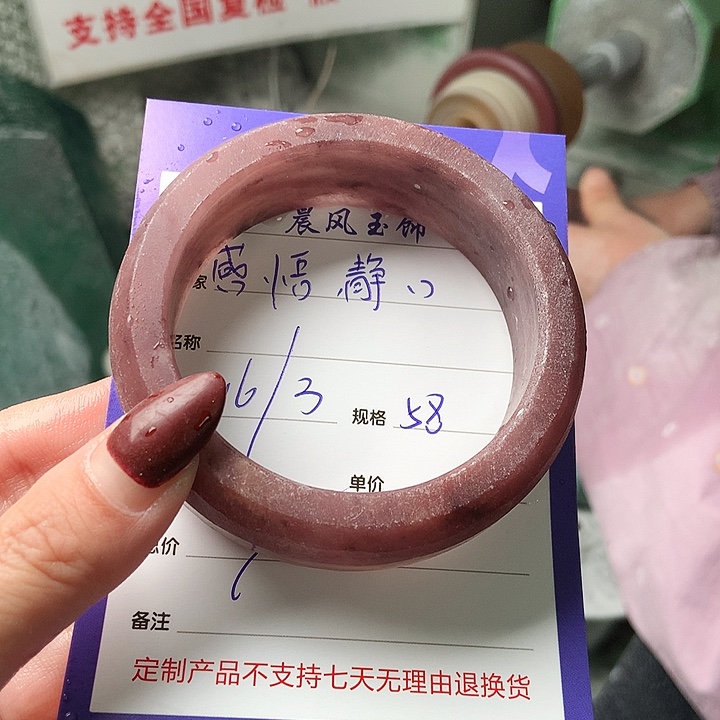 支持全国复检
晨风玉饰
家 感悟静心
名称
16/3 规格 58
单价
总价
备注
定制产品不支持七天无理由退换货